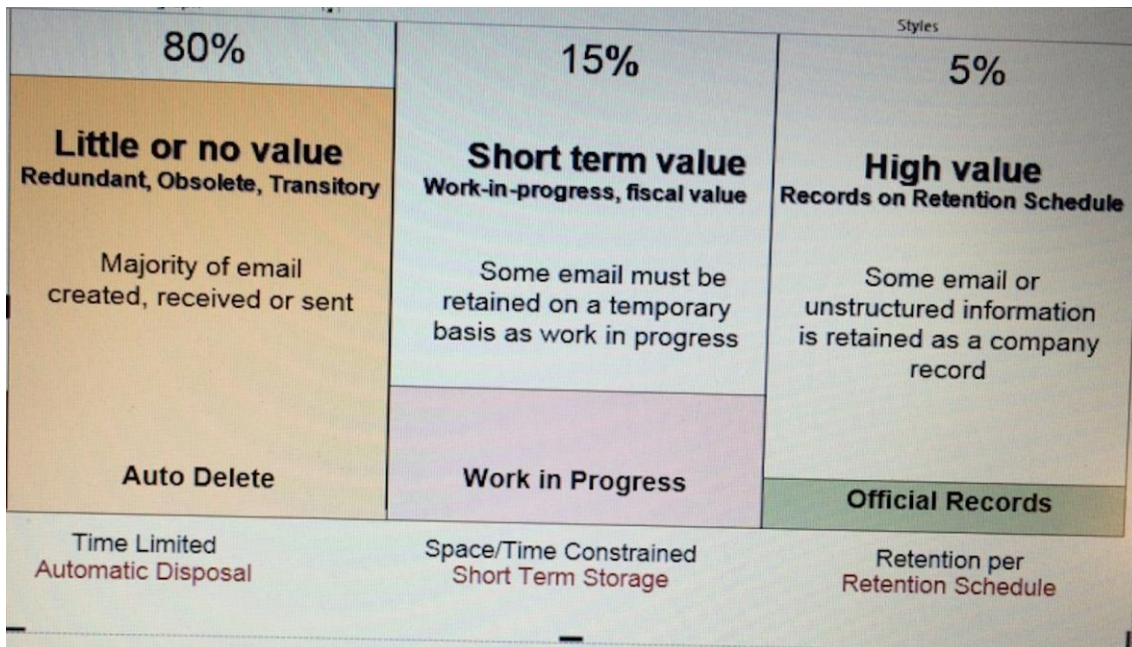 Styles
80%
15%
5%
Little or no value
Redundant, Obsolete, Transitory
Majority of email
created, received or sent
Auto Delete
Time Limited
Automatic Disposal
Short term value
Work-in-progress, fiscal value
Some email must be
retained on a temporary
basis as work in progress
Work in Progress
Space/Time Constrained
Short Term Storage
High value
Records on Retention Schedule
Some email or
unstructured information
is retained as a company
record
Official Records
Retention per
Retention Schedule